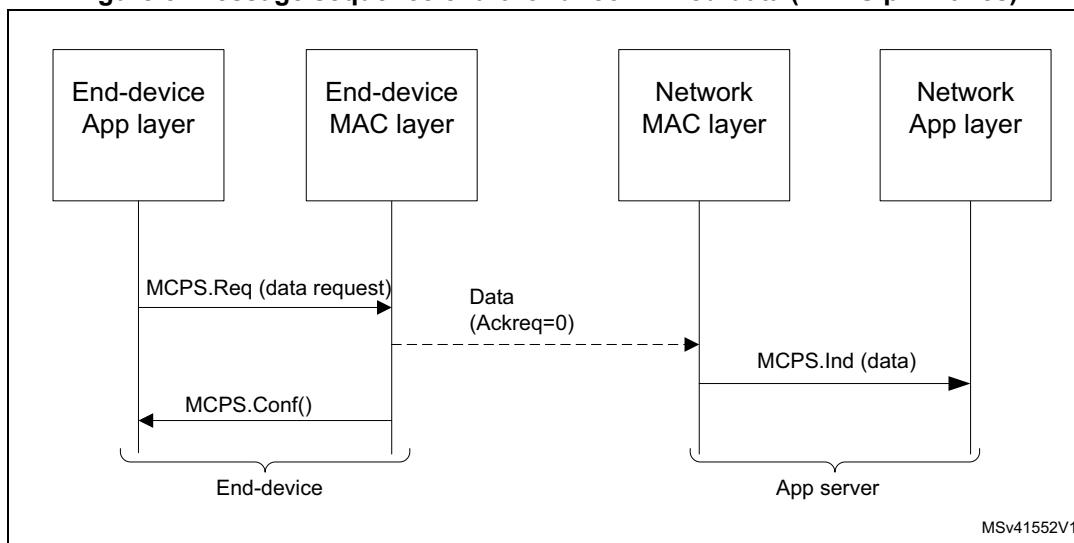 End-device
App layer
End-device
MAC layer
Network
MAC layer
Network
App layer
MCPS.Req (data request)
Data
(Ackreq=0)
MCPS.Ind (data)
MCPS.Conf()
End-device
App server
MSv41552V1